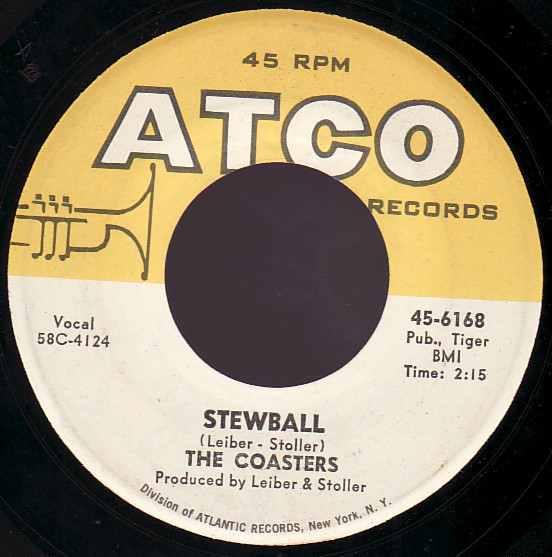 45 RPM
ATCO
RECORDS
Vocal
58C-4124
45-6168
Pub., Tiger
BMI
Time: 2:15
STEWBALL
(Leiber - Stoller)
THE COASTERS
Produced by Leiber & Stoller
Division of ATLANTIC RECORDS, New York, N. Y.